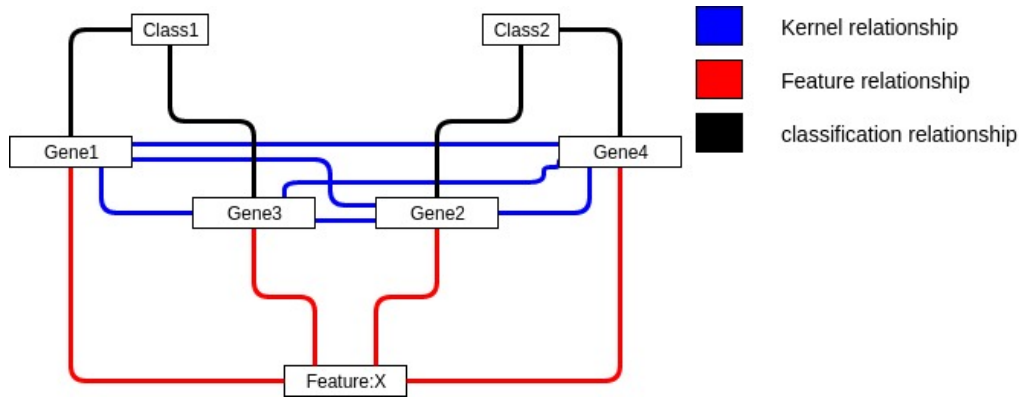 Class1
Class2
Kernel relationship
Feature relationship
classification relationship
Gene1
Gene4
Gene3
Gene2
Feature:X